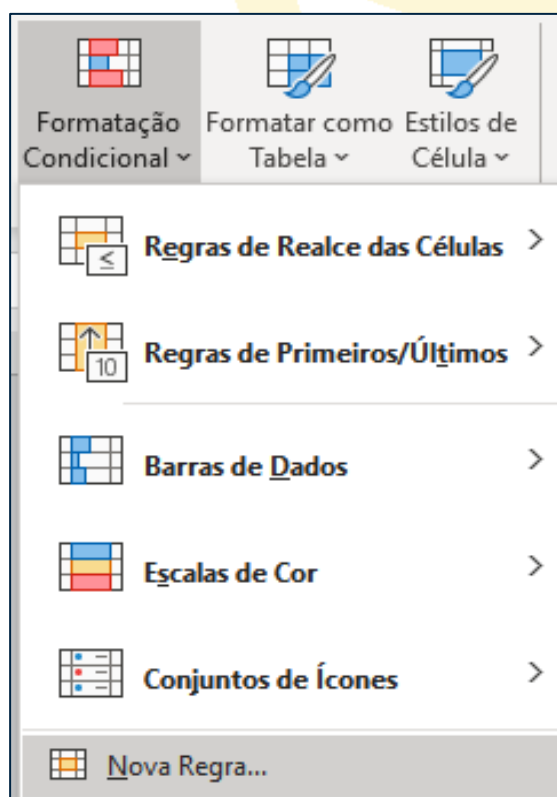 Formatação Formatar como Estilos de
Condicional Tabela Célula
≤
Regras de Realce das Células
10
Regras de Primeiros/Últimos
Barras de Dados
Escalas de Cor
Conjuntos de Ícones
Nova Regra...